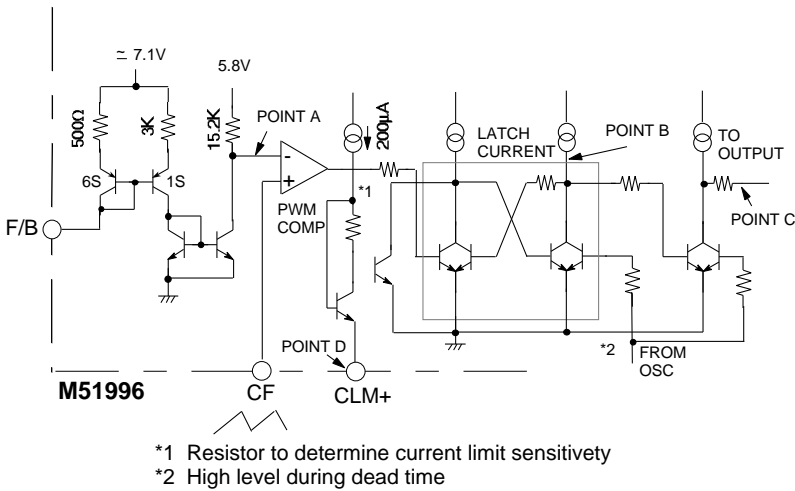 ≃ 7.1V
5.8V
500Ω
3K
15.2K
POINT A
200µA
LATCH
CURRENT
POINT B
TO
OUTPUT
6S
1S
-
+
*1
PWM
COMP
POINT C
F/B
POINT D
*2
FROM
OSC
M51996
CF
CLM+
*1 Resistor to determine current limit sensitivety
*2 High level during dead time